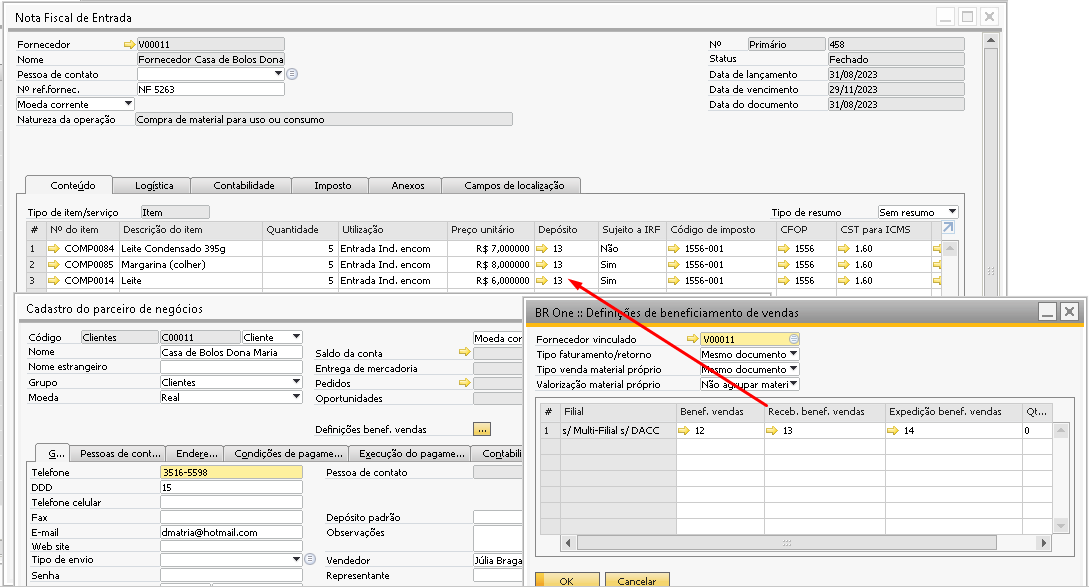 Nota Fiscal de Entrada
Fornecedor V00011 Nº Primário 458
Nome Fornecedor Casa de Bolos Dona Status Fechado
Pessoa de contato Data de lançamento 31/08/2023
Nº ref.fornec. NF 5263 Data de vencimento 29/11/2023
Moeda corrente Data do documento 31/08/2023
Natureza da operação Compra de material para uso ou consumo
Conteúdo Logística Contabilidade Imposto Anexos Campos de localização
Tipo de item/serviço Item Tipo de resumo Sem resumo
# Nº do item Descrição do item Quantidade Utilização Preço unitário Depósito Sujeito a IRF Código de imposto CFOP CST para ICMS
1 COMP0084 Leite Condensado 395g 5 Entrada Ind. encom R$ 7,000000 13 Não 1556-001 1556 1.60
2 COMP0085 Margarina (colher) 5 Entrada Ind. encom R$ 8,000000 13 Sim 1556-001 1556 1.60
3 COMP0014 Leite 5 Entrada Ind. encom R$ 6,000000 13 Sim 1556-001 1556 1.60
Cadastro do parceiro de negócios
Código Clientes C00011 Cliente Moeda cor
Nome Casa de Bolos Dona Maria Saldo da conta
Nome estrangeiro Entrega de mercadoria
Grupo Clientes Pedidos
Moeda Real Oportunidades
Definições benef. vendas ...
G... Pessoas de cont... Endere... Condições de pagame... Execução do pagame... Contabili
Telefone 3516-5598 Pessoa de contato
DDD 15
Telefone celular
Fax Depósito padrão
E-mail dmatria@hotmail.com Observações
Web site
Tipo de envio Vendedor Júlia Braga
Senha Representante
BR One :: Definições de beneficiamento de vendas
Fornecedor vinculado V00011
Tipo faturamento/retorno Mesmo documento
Tipo venda material próprio Mesmo documento
Valorização material próprio Não agrupar materi
# Filial Benef. vendas Receb. benef. vendas Expedição benef. vendas Qt...
1 s/ Multi-Filial s/ DACC 12 13 14 0
OK Cancelar